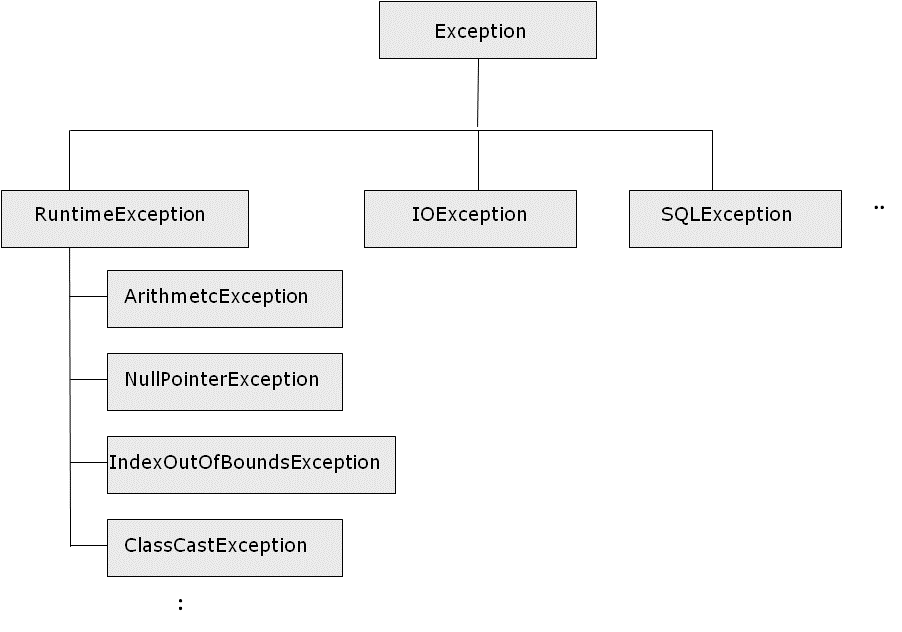 Exception
RuntimeException
IOException
SQLException
..
ArithmetcException
NullPointerException
IndexOutOfBoundsException
ClassCastException
: